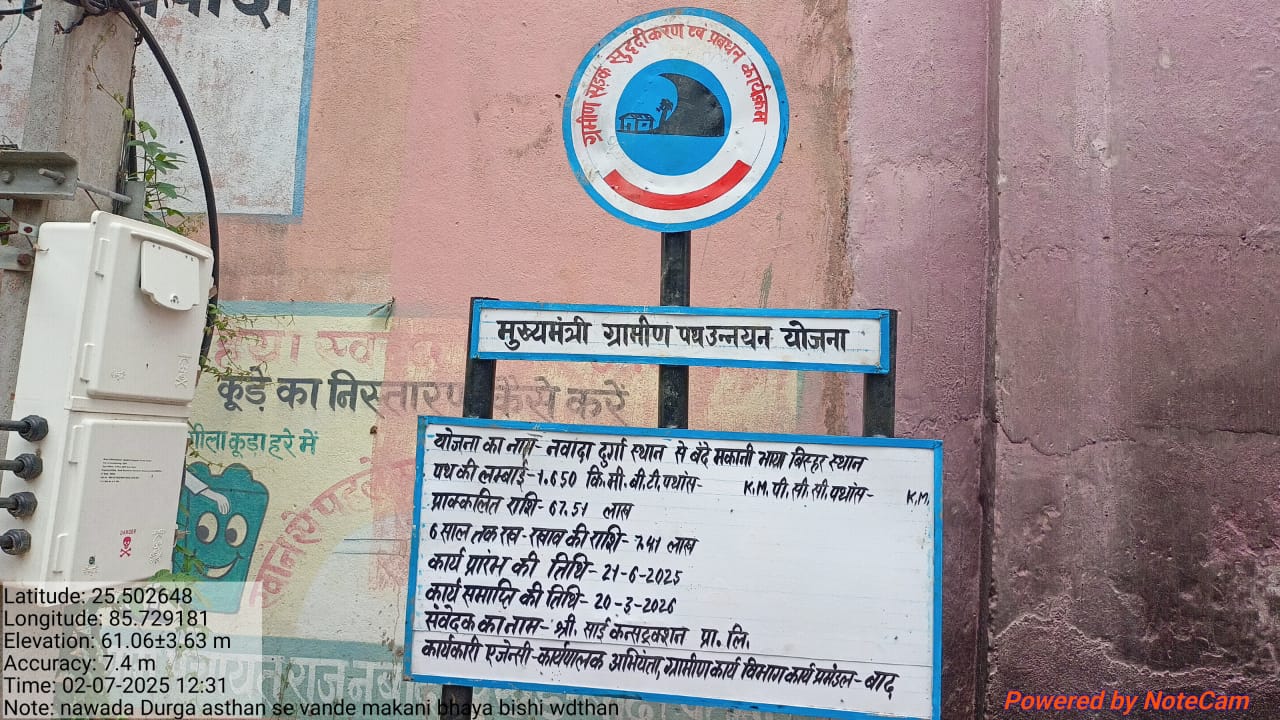 ग्रामीण सड़क सुदृढीकरण एवं प्रबंधन कार्यक्रम
मुख्यमंत्री ग्रामीण पथ उन्नयन योजना
योजना का नाम- नवादा दुर्गा स्थान से बंदे मकानी भाया बिसहर स्थान
पथ की लम्बाई-1.650 कि.मी. बी.टी. पथांस- K.M. पी.सी.सी. पथांस- K.M.
प्राक्कलित राशि- 67.51 लाख
6 साल तक रख-रखाव की राशि- 7.41 लाख
कार्य प्रारंभ की तिथि- 21-6-2025
कार्य समाप्ति की तिथि- 20-3-2026
संवेदक का नाम- श्री. साई कन्सट्रक्शन प्रा. लि.
कार्यकारी एजेन्सी-कार्यपालक अभियंता, ग्रामीण कार्य विभाग कार्य प्रमंडल-बाढ़
कूड़े का निस्तारण कैसे करें
गीला कूड़ा हरे में
DANGER
Latitude: 25.502648
Longitude: 85.729181
Elevation: 61.06±3.63 m
Accuracy: 7.4 m
Time: 02-07-2025 12:31
Note: nawada Durga asthan se vande makani bhaya bishi wdthan
Powered by NoteCam